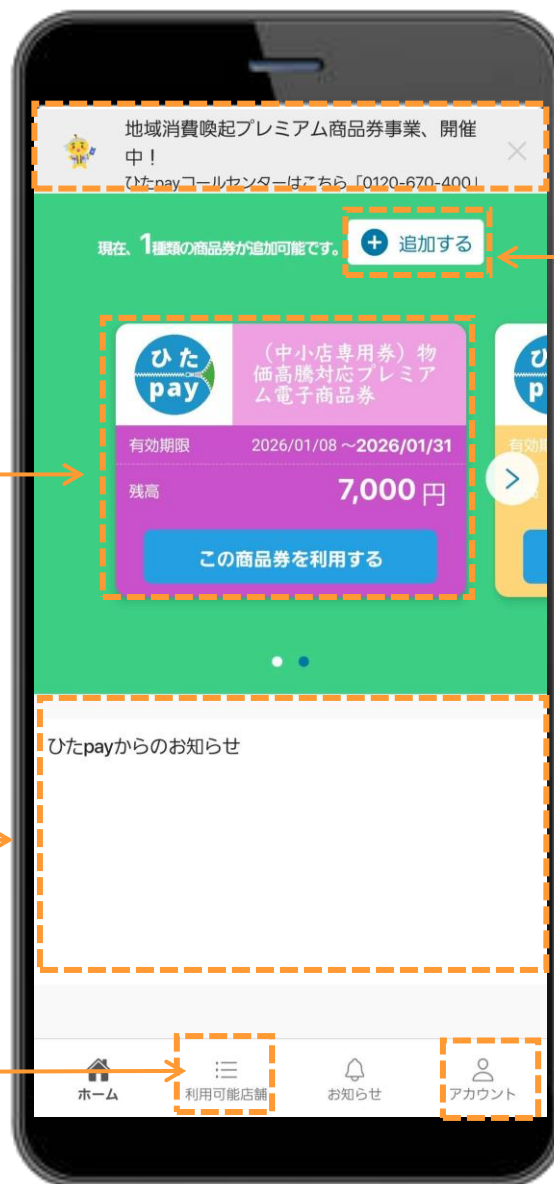 地域消費喚起プレミアム商品券事業、開催
中！
ひたpayコールセンターはこちら「0120-670-400」
現在、1種類の商品券が追加可能です。
追加する
ひた
pay
（中小店専用券）物
価高騰対応プレミア
ム電子商品券
有効期限 2026/01/08～2026/01/31
残高 7,000 円
この商品券を利用する
ひたpayからのお知らせ
ホーム 利用可能店舗 お知らせ アカウント